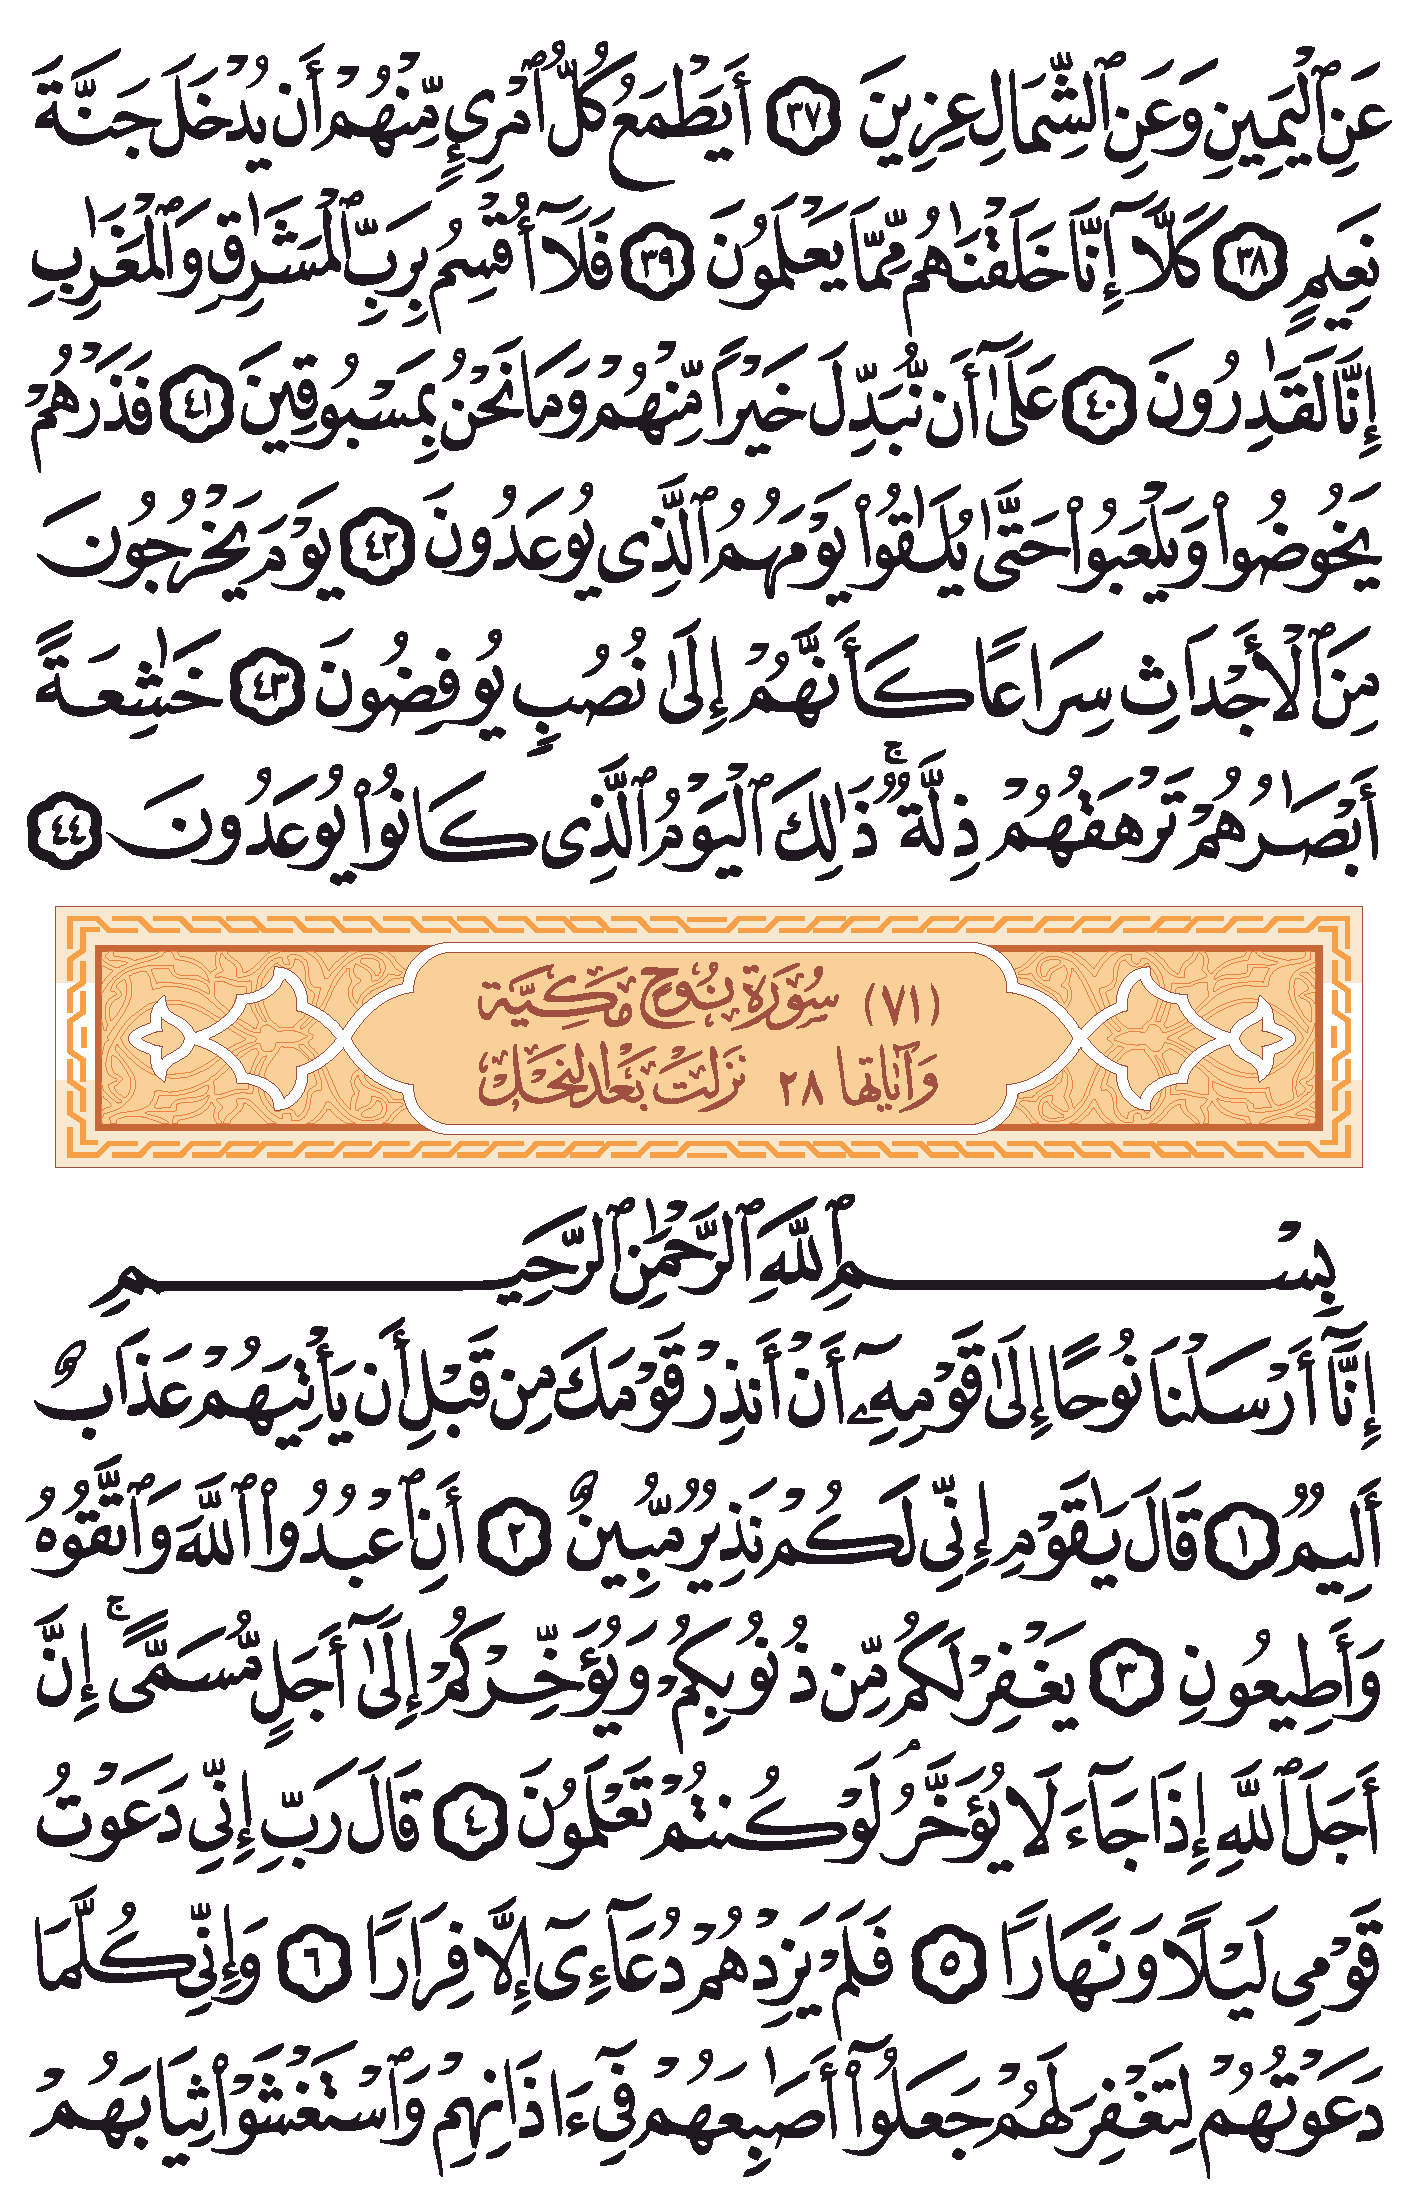 عَنِ ٱلْيَمِينِ وَعَنِ ٱلشِّمَالِ عِزِينَ ٣٧ أَيَطْمَعُ كُلُّ ٱمْرِيٍٕ مِّنْهُمْ أَن يُدْخَلَ جَنَّةَ
نَعِيمٍ ٣٨ كَلَّآ إِنَّا خَلَقْنَٰهُم مِّمَّا يَعْلَمُونَ ٣٩ فَلَآ أُقْسِمُ بِرَبِّ ٱلْمَشَٰرِقِ وَٱلْمَغَٰرِبِ
إِنَّا لَقَٰدِرُونَ ٤٠ عَلَىٰٓ أَن نُّبَدِّلَ خَيْرًا مِّنْهُمْ وَمَا نَحْنُ بِمَسْبُوقِينَ ٤١ فَذَرْهُمْ
يَخُوضُوا۟ وَيَلْعَبُوا۟ حَتَّىٰ يُلَٰقُوا۟ يَوْمَهُمُ ٱلَّذِى يُوعَدُونَ ٤٢ يَوْمَ يَخْرُجُونَ
مِنَ ٱلْأَجْدَاثِ سِرَاعًا كَأَنَّهُمْ إِلَىٰ نُصُبٍ يُوفِضُونَ ٤٣ خَٰشِعَةً
أَبْصَٰرُهُمْ تَرْهَقُهُمْ ذِلَّةٌ ۚ ذَٰلِكَ ٱلْيَوْمُ ٱلَّذِى كَانُوا۟ يُوعَدُونَ ٤٤
(٧١) سُورَة نُوح مَكيَّة
وَآيَاتهَا ٢٨ نَزلَتْ بَعْدَ النَّحْل
بِسْمِ ٱللَّهِ ٱلرَّحْمَٰنِ ٱلرَّحِيمِ
إِنَّآ أَرْسَلْنَا نُوحًا إِلَىٰ قَوْمِهِۦٓ أَنْ أَنذِرْ قَوْمَكَ مِن قَبْلِ أَن يَأْتِيَهُمْ عَذَابٌ
أَلِيمٌ ١ قَالَ يَٰقَوْمِ إِنِّى لَكُمْ نَذِيرٌ مُّبِينٌ ٢ أَنِ ٱعْبُدُوا۟ ٱللَّهَ وَٱتَّقُوهُ
وَأَطِيعُونِ ٣ يَغْفِرْ لَكُم مِّن ذُنُوبِكُمْ وَيُؤَخِّرْكُمْ إِلَىٰٓ أَجَلٍ مُّسَمًّى ۚ إِنَّ
أَجَلَ ٱللَّهِ إِذَا جَآءَ لَا يُؤَخَّرُ ۘ لَوْ كُنتُمْ تَعْلَمُونَ ٤ قَالَ رَبِّ إِنِّى دَعَوْتُ
قَوْمِى لَيْلًا وَنَهَارًا ٥ فَلَمْ يَزِدْهُمْ دُعَآءِىٓ إِلَّا فِرَارًا ٦ وَإِنِّى كُلَّمَا
دَعَوْتُهُمْ لِتَغْفِرَ لَهُمْ جَعَلُوٓا۟ أَصَٰبِعَهُمْ فِىٓ ءَاذَانِهِمْ وَٱسْتَغْشَوْا۟ ثِيَابَهُمْ